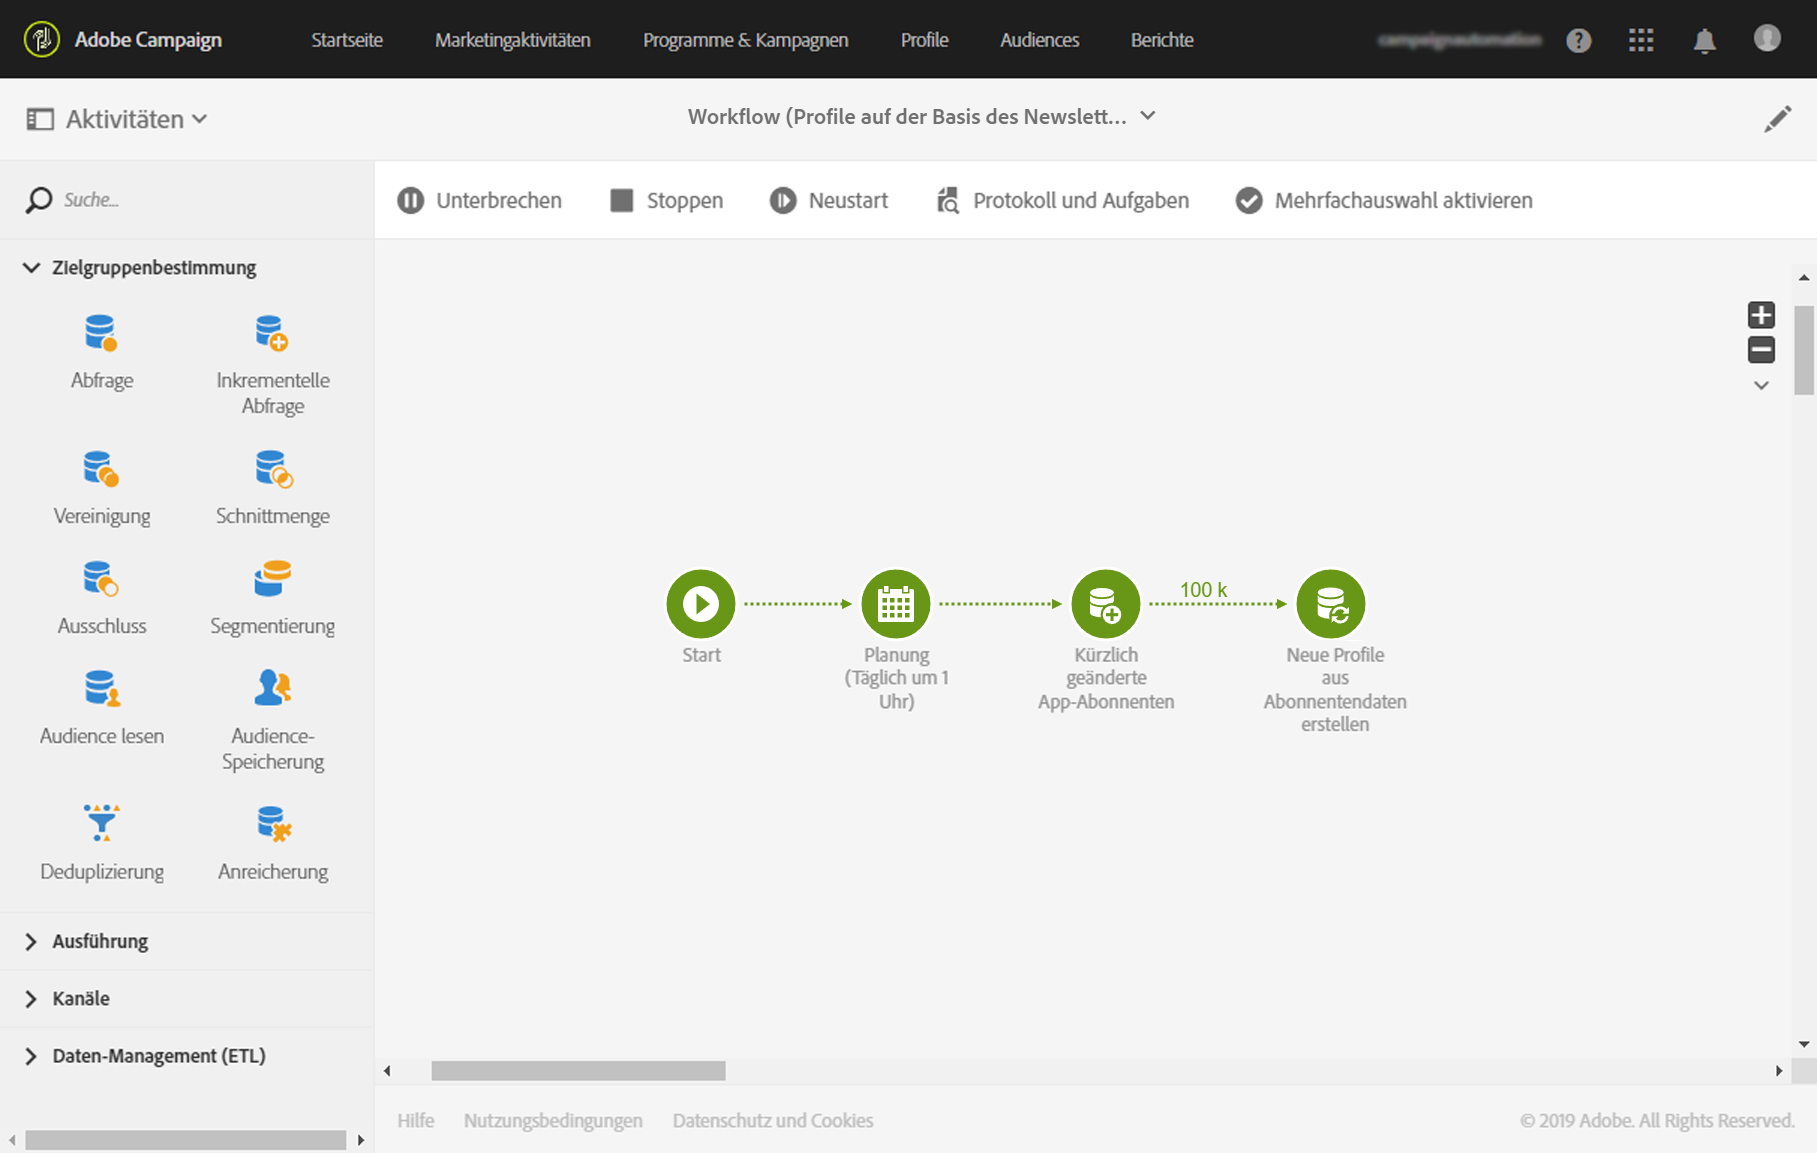 Adobe Campaign
Startseite
Marketingaktivitäten
Programme & Kampagnen
Profile
Audiences
Berichte
Aktivitäten
Workflow (Profile auf der Basis des Newslett...
Suche...
Unterbrechen
Stoppen
Neustart
Protokoll und Aufgaben
Mehrfachauswahl aktivieren
Zielgruppenbestimmung
Abfrage
Inkrementelle
Abfrage
Vereinigung
Schnittmenge
Ausschluss
Segmentierung
Audience lesen
Audience-
Speicherung
Deduplizierung
Anreicherung
Ausführung
Kanäle
Daten-Management (ETL)
Start
Planung
(Täglich um 1
Uhr)
Kürzlich
geänderte
App-Abonnenten
100 k
Neue Profile
aus
Abonnentendaten
erstellen
Hilfe
Nutzungsbedingungen
Datenschutz und Cookies
© 2019 Adobe. All Rights Reserved.